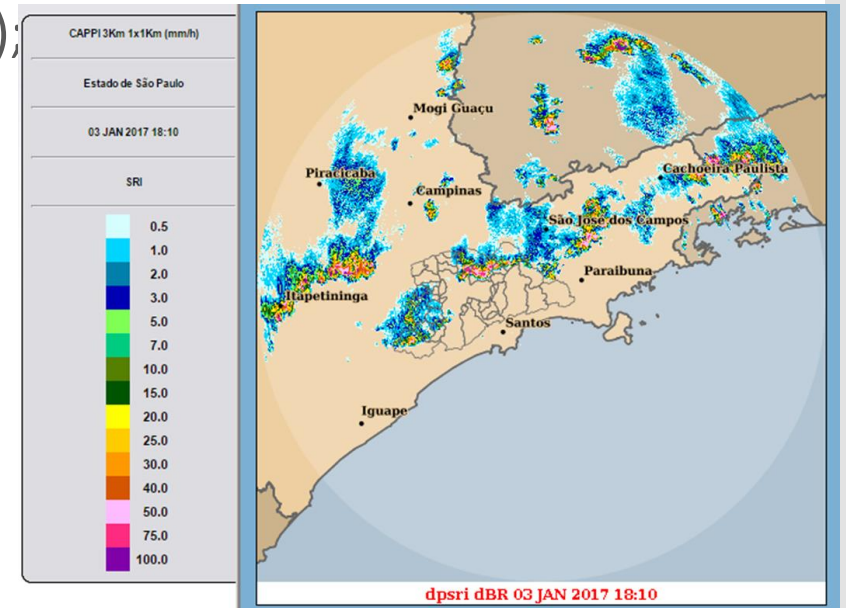 );
CAPPI 3Km 1x1Km (mm/h)
Estado de São Paulo
03 JAN 2017 18:10
SRI
0.5
1.0
2.0
3.0
5.0
7.0
10.0
15.0
20.0
25.0
30.0
40.0
50.0
75.0
100.0
Mogi Guaçu
Piracicaba
Campinas
Cachoeira Paulista
São José dos Campos
Paraibuna
Itapetininga
Santos
Iguape
dpsri dBR 03 JAN 2017 18:10